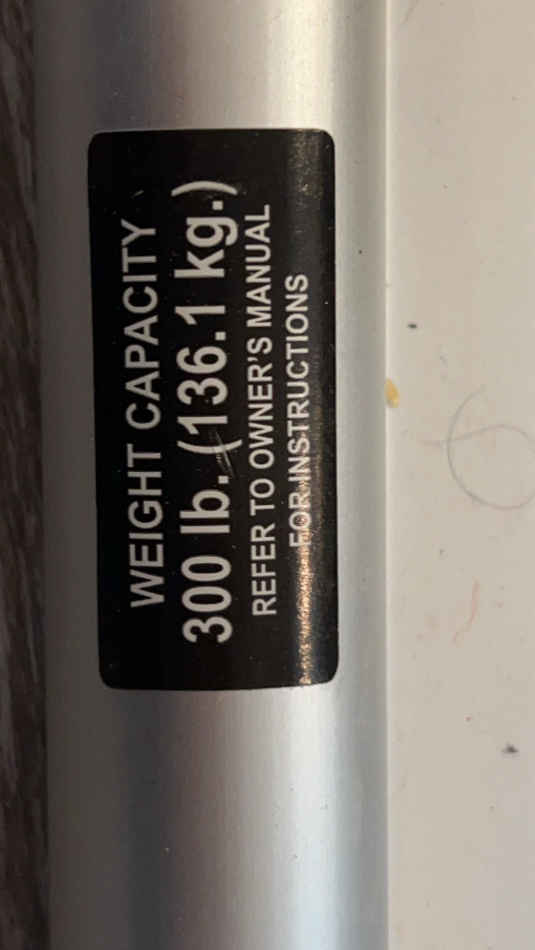 WEIGHT CAPACITY
300 lb. (136.1 kg.)
REFER TO OWNER'S MANUAL
FOR INSTRUCTIONS